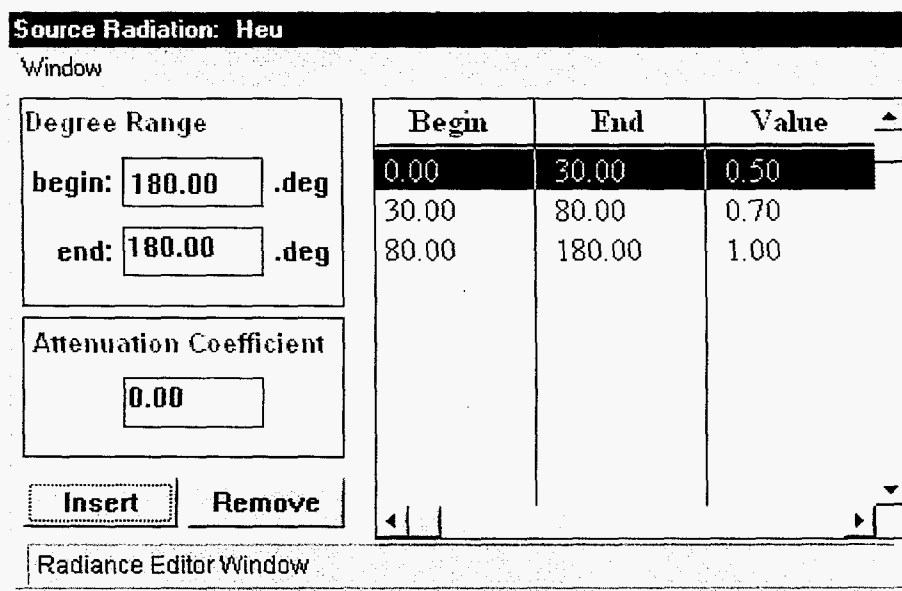 Source Radiation: Heu
Window
Degree Range
begin: 180.00 .deg
end: 180.00 .deg
Attenuation Coefficient
0.00
Insert Remove
Begin End Value
0.00 30.00 0.50
30.00 80.00 0.70
80.00 180.00 1.00
Radiance Editor Window